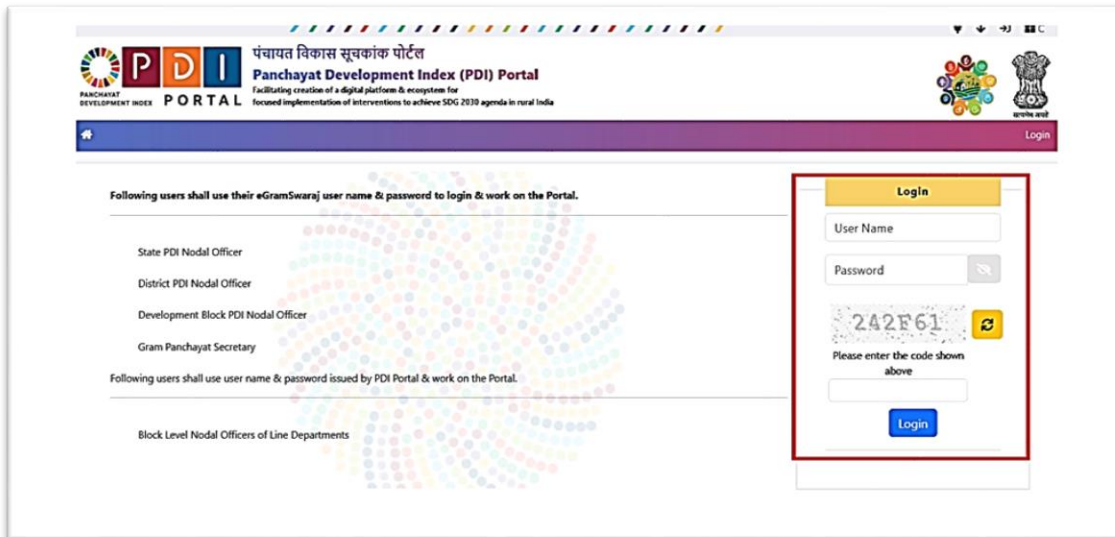 PDI
PANCHAYAT
DEVELOPMENT INDEX PORTAL
पंचायत विकास सूचकांक पोर्टल
Panchayat Development Index (PDI) Portal
Facilitating creation of a digital platform & ecosystem for
focused implementation of interventions to achieve SDG 2030 agenda in rural India
सत्यमेव जयते
Login
Following users shall use their eGramSwaraj user name & password to login & work on the Portal.
State PDI Nodal Officer
District PDI Nodal Officer
Development Block PDI Nodal Officer
Gram Panchayat Secretary
Following users shall use user name & password issued by PDI Portal & work on the Portal.
Block Level Nodal Officers of Line Departments
Login
User Name
Password
2A2F61
Please enter the code shown
above
Login